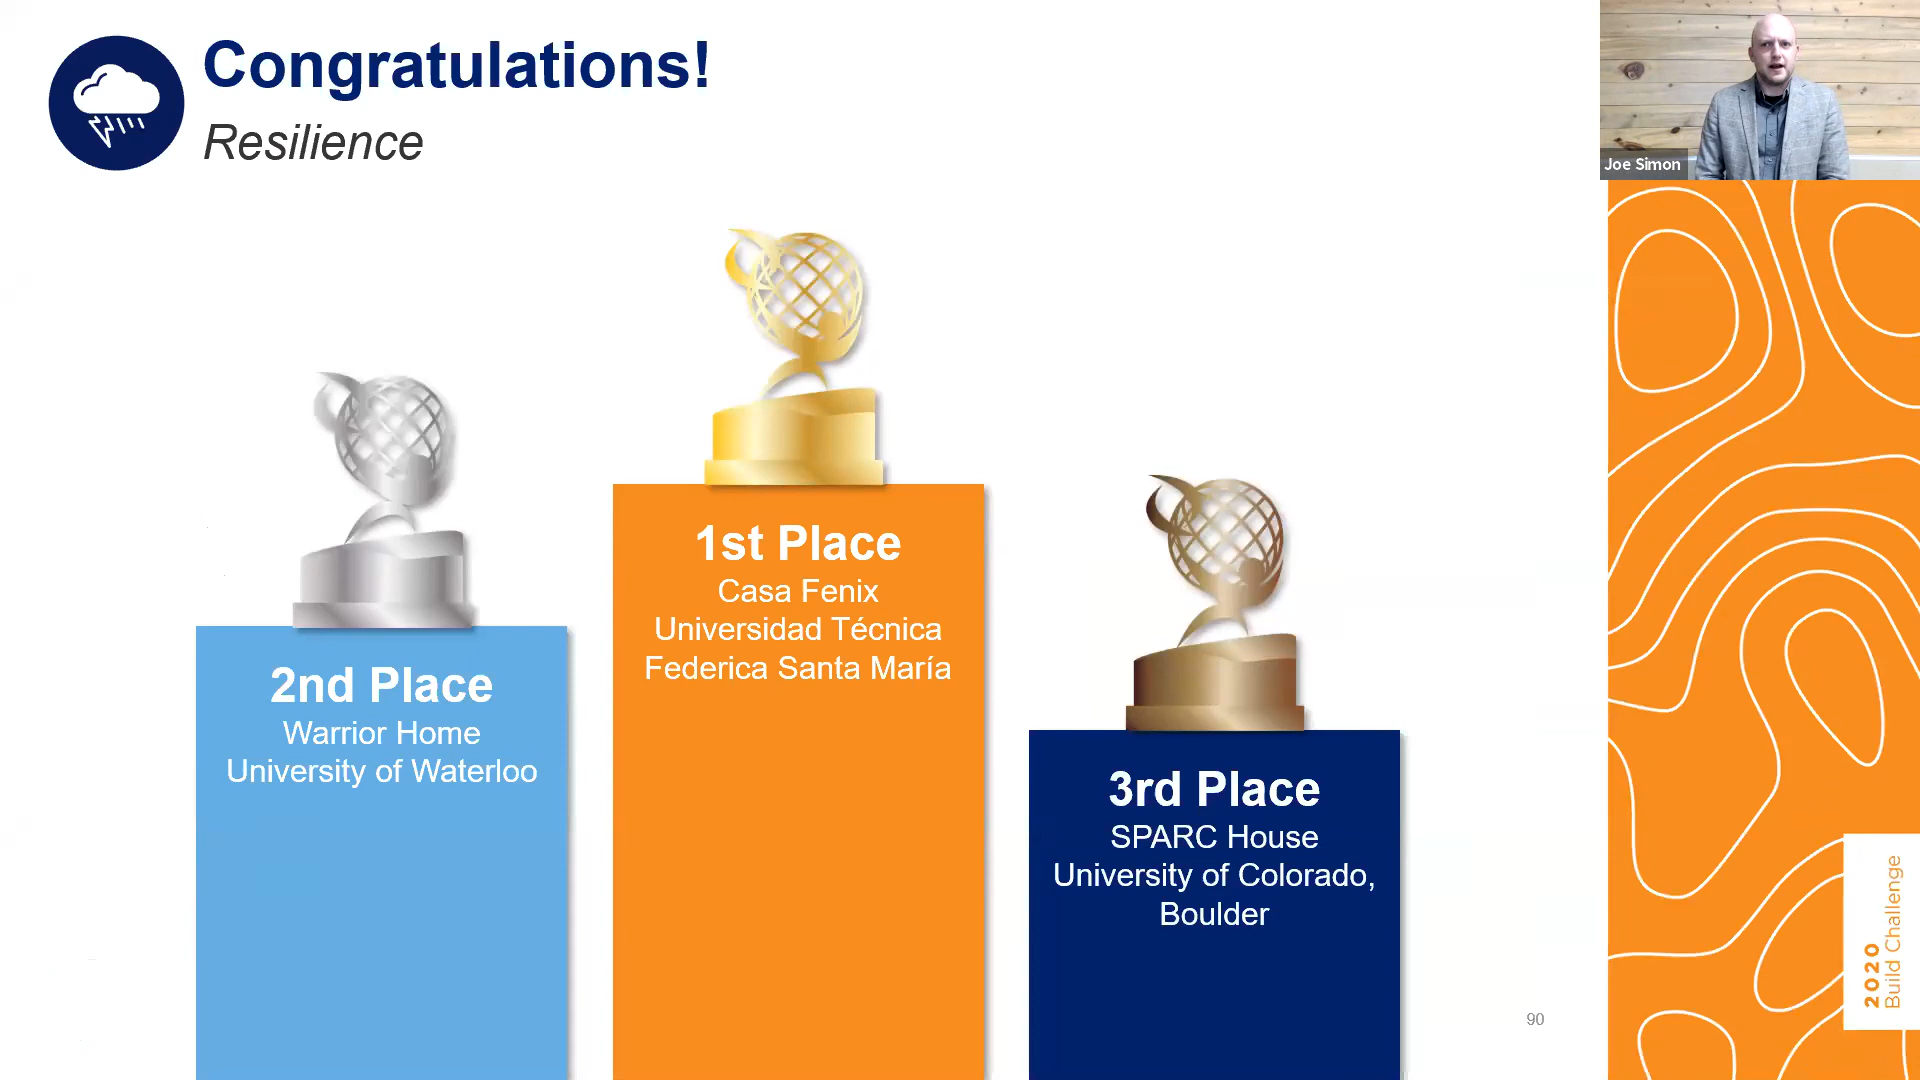 Congratulations!
Resilience
Joe Simon
1st Place
Casa Fenix
Universidad Técnica
Federica Santa María
2nd Place
Warrior Home
University of Waterloo
3rd Place
SPARC House
University of Colorado,
Boulder
90
2020
Build Challenge